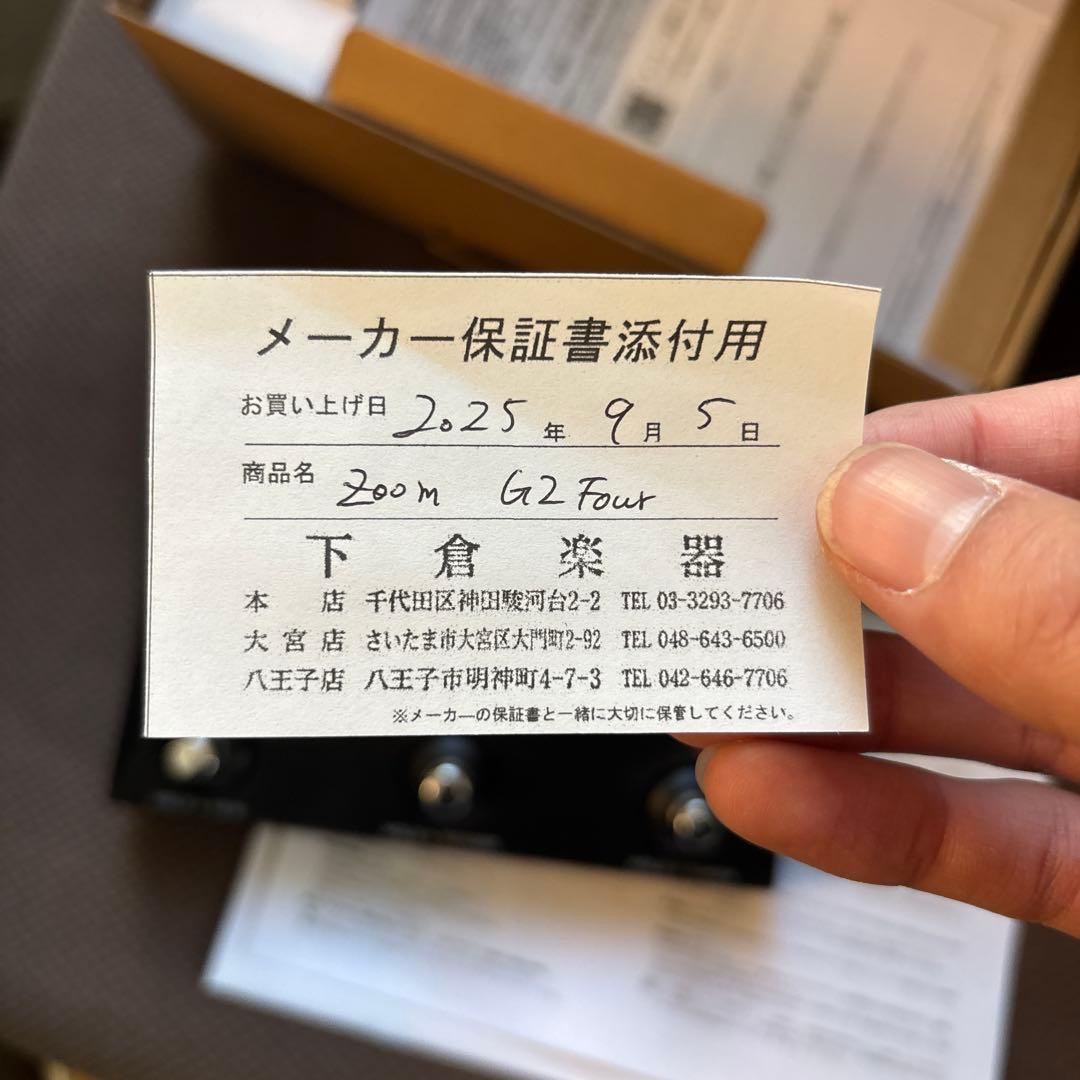 メーカー保証書添付用
お買い上げ日 2025 年 9 月 5 日
商品名 Zoom G2 Four
下倉楽器
本店 千代田区神田駿河台2-2 TEL 03-3293-7706
大宮店 さいたま市大宮区大門町2-92 TEL 048-643-6500
八王子店 八王子市明神町4-7-3 TEL 042-646-7706
※メーカーの保証書と一緒に大切に保管してください。